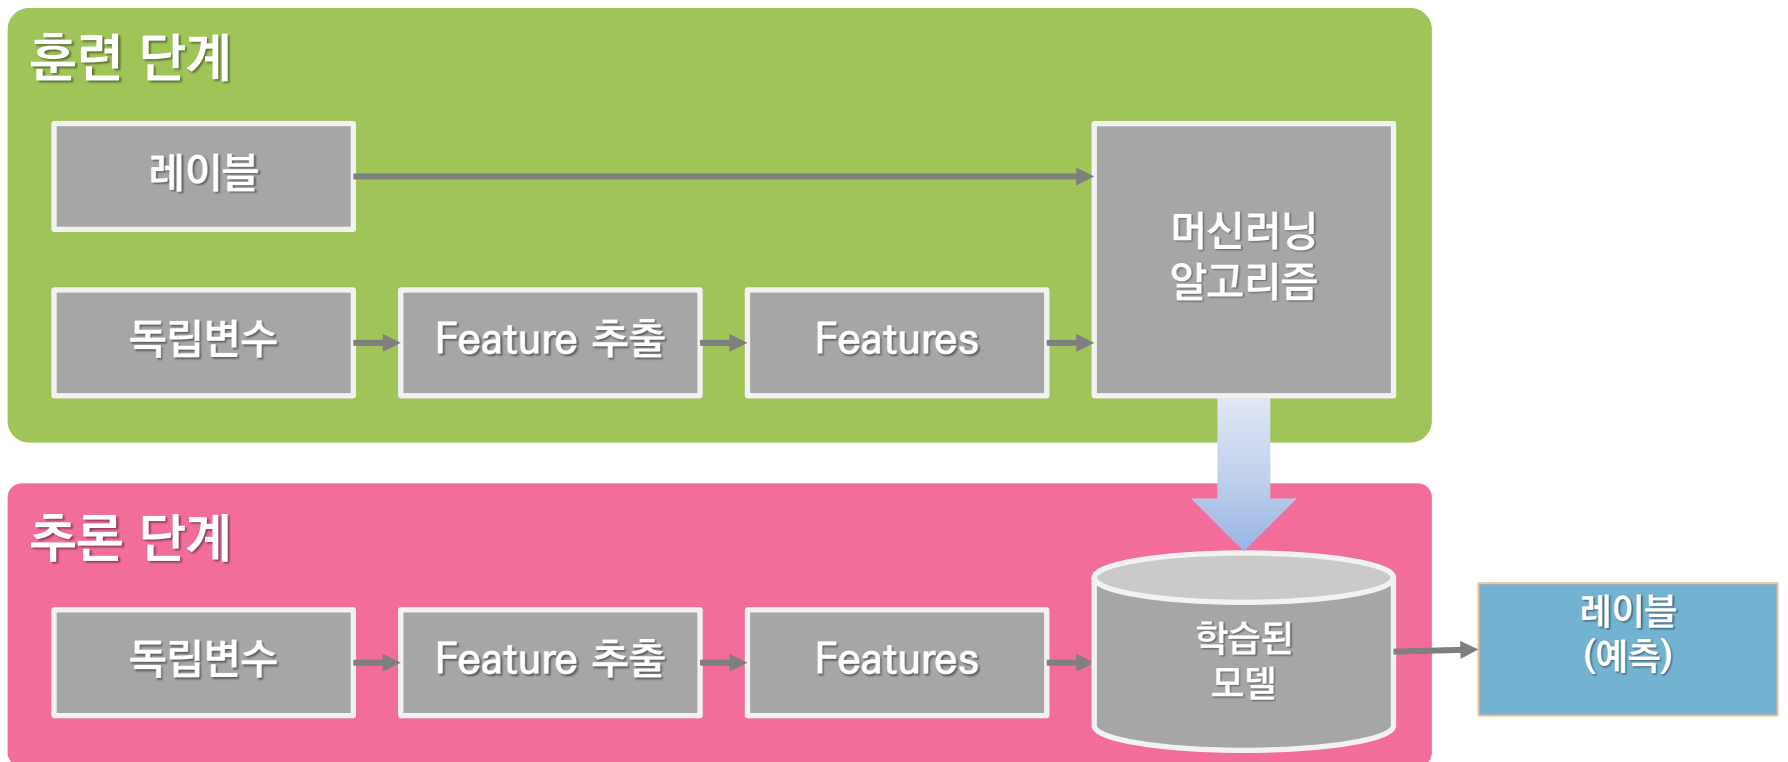 훈련 단계
레이블
머신러닝
알고리즘
독립변수
Feature 추출
Features
추론 단계
독립변수
Feature 추출
Features
학습된
모델
레이블
(예측)